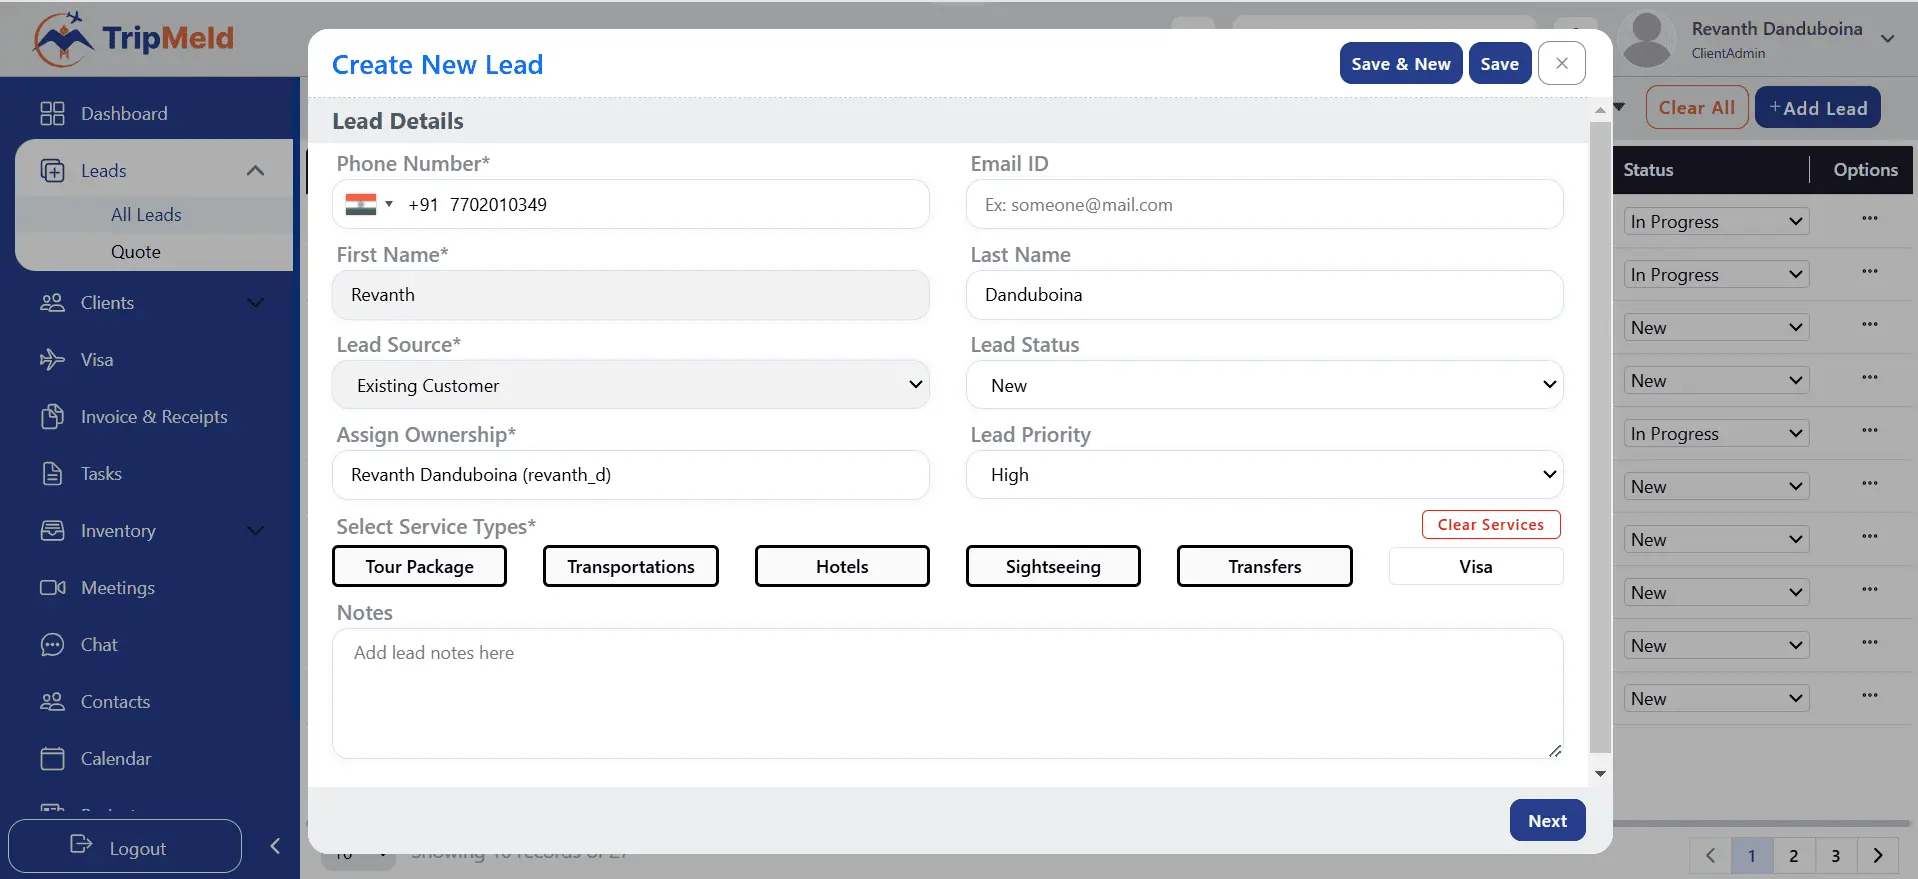 TripMeld
Revanth Danduboina
ClientAdmin
Create New Lead
Save & New
Save
Clear All
+Add Lead
Dashboard
Leads
All Leads
Quote
Clients
Visa
Invoice & Receipts
Tasks
Inventory
Meetings
Chat
Contacts
Calendar
Logout
Lead Details
Phone Number*
Email ID
+91 7702010349
Ex: someone@mail.com
First Name*
Last Name
Revanth
Danduboina
Lead Source*
Lead Status
Existing Customer
New
Assign Ownership*
Lead Priority
Revanth Danduboina (revanth_d)
High
Select Service Types*
Clear Services
Tour Package
Transportations
Hotels
Sightseeing
Transfers
Visa
Notes
Add lead notes here
Next
Status
Options
In Progress
In Progress
New
New
In Progress
New
New
New
New
New
1
2
3